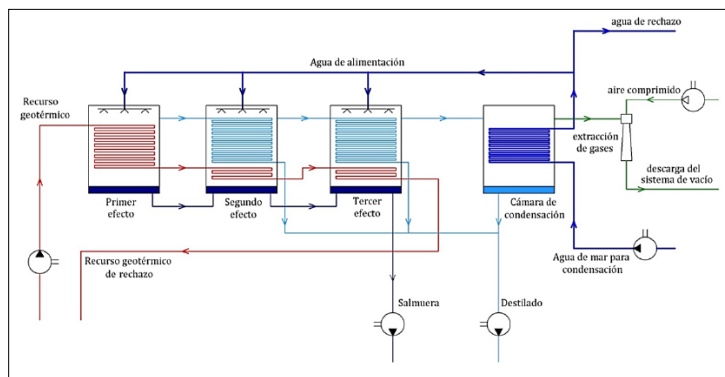 agua de rechazo
Agua de alimentación
aire comprimido
Recurso
geotérmico
extracción
de gases
descarga del
sistema de vacío
Primer
efecto
Segundo
efecto
Tercer
efecto
Cámara de
condensación
Recurso geotérmico
de rechazo
Agua de mar para
condensación
Salmuera
Destilado